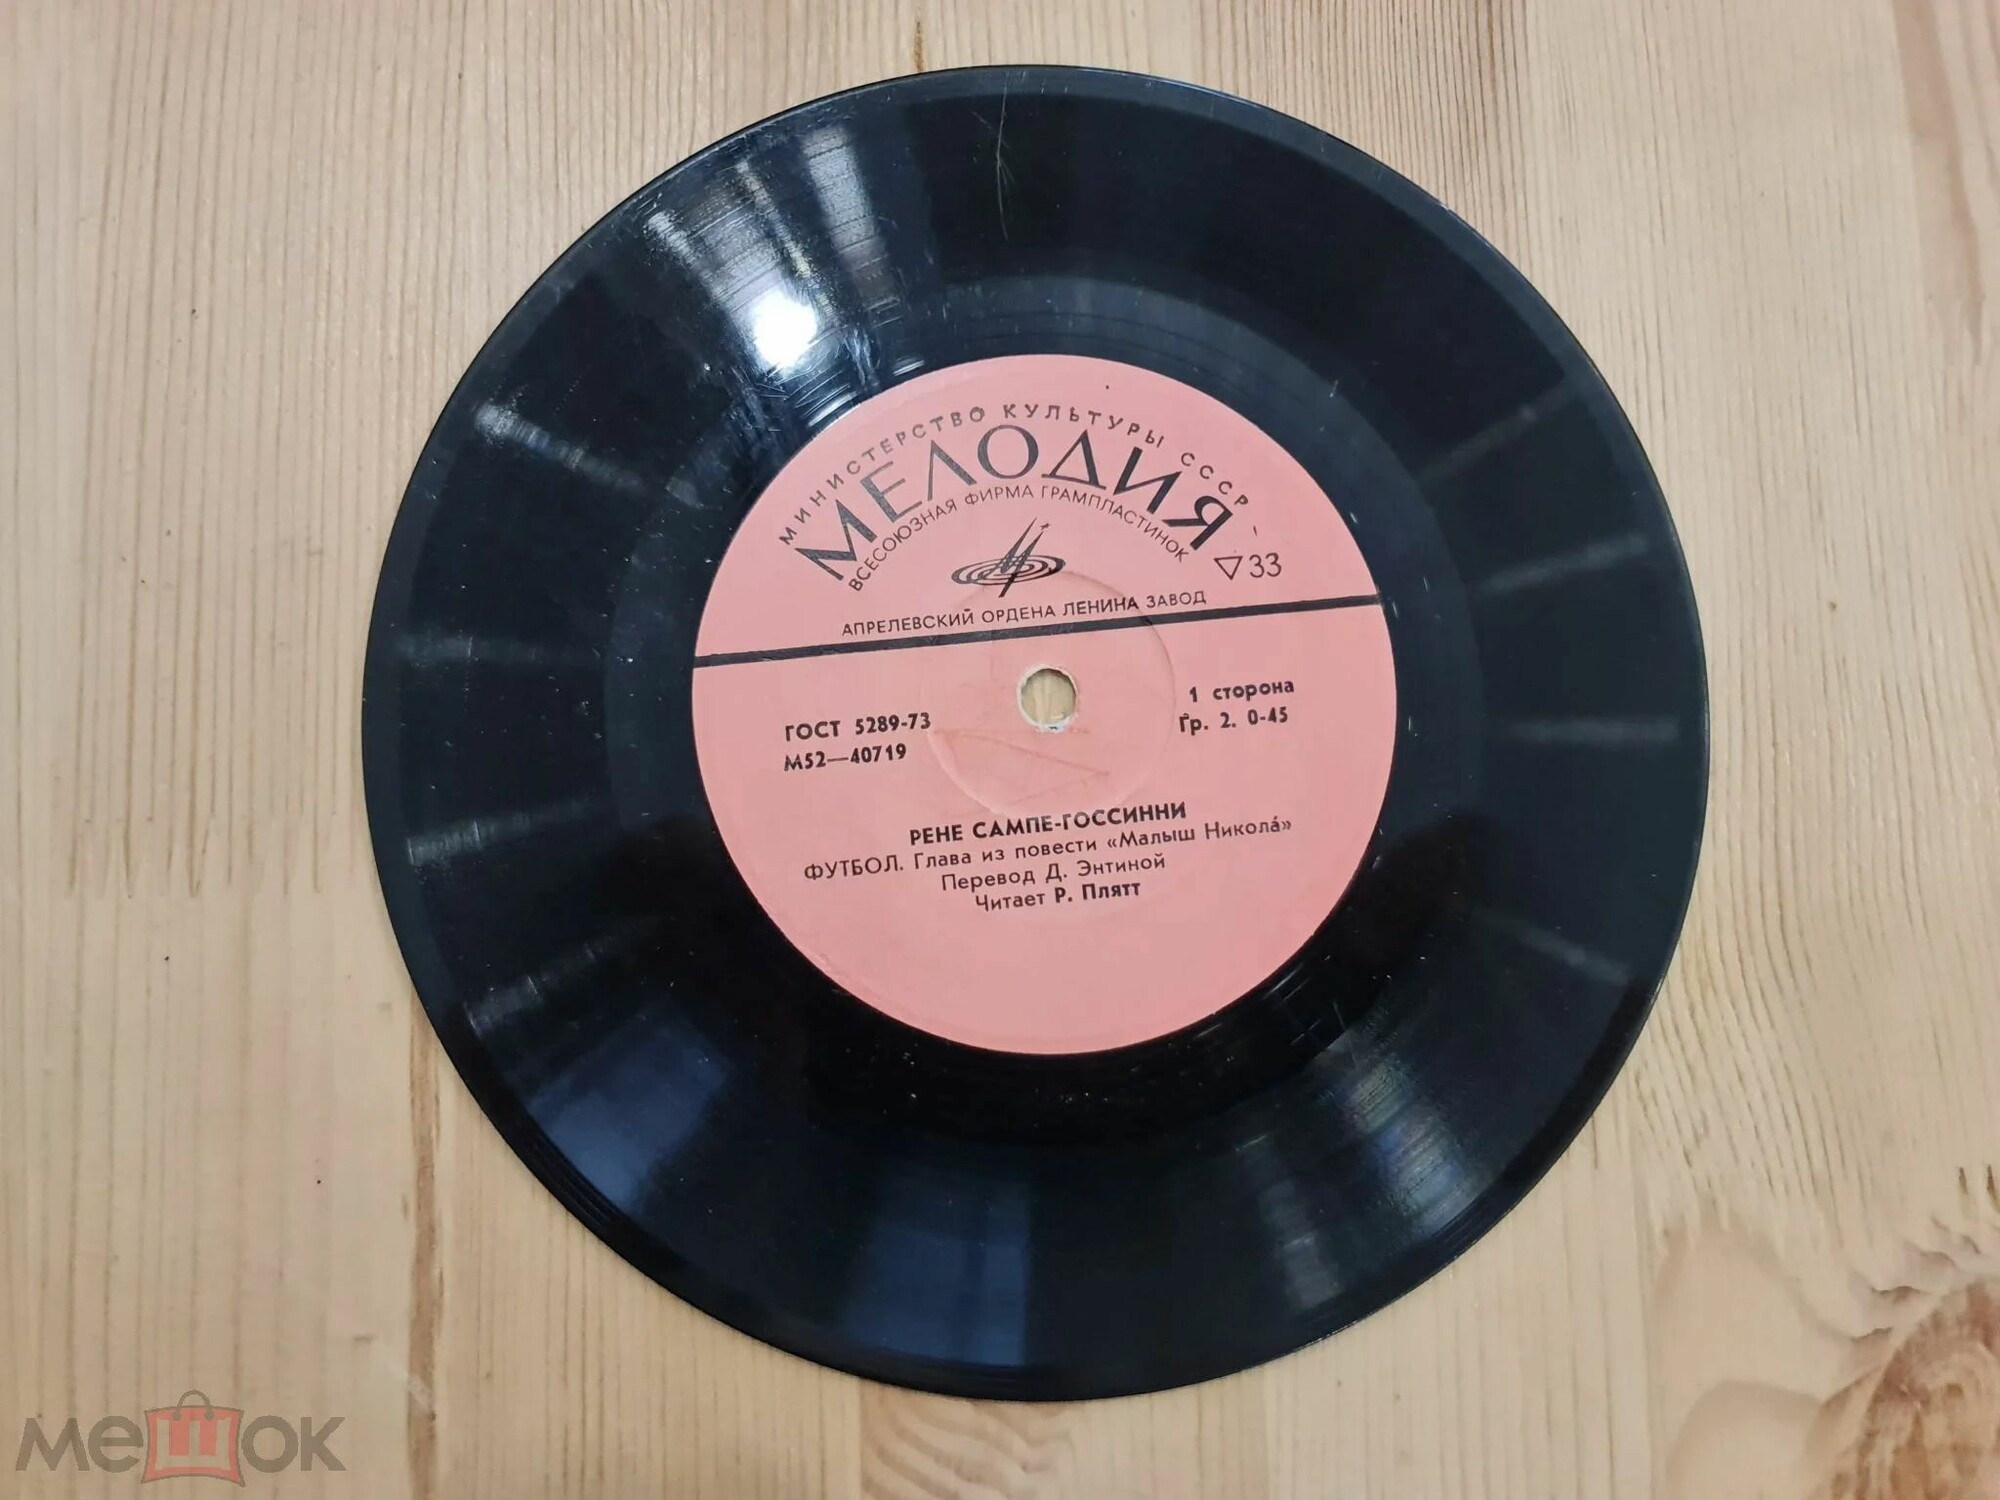 МИНИСТЕРСТВО КУЛЬТУРЫ СССР
МЕЛОДИЯ
ВСЕСОЮЗНАЯ ФИРМА ГРАМПЛАСТИНОК
33
АПРЕЛЕВСКИЙ ОРДЕНА ЛЕНИНА ЗАВОД
ГОСТ 5289-73
М52—40719
1 сторона
Гр. 2. 0-45
РЕНЕ САМПЕ-ГОССИННИ
ФУТБОЛ. Глава из повести «Малыш Никола́»
Перевод Д. Энтиной
Читает Р. Плятт
мешок